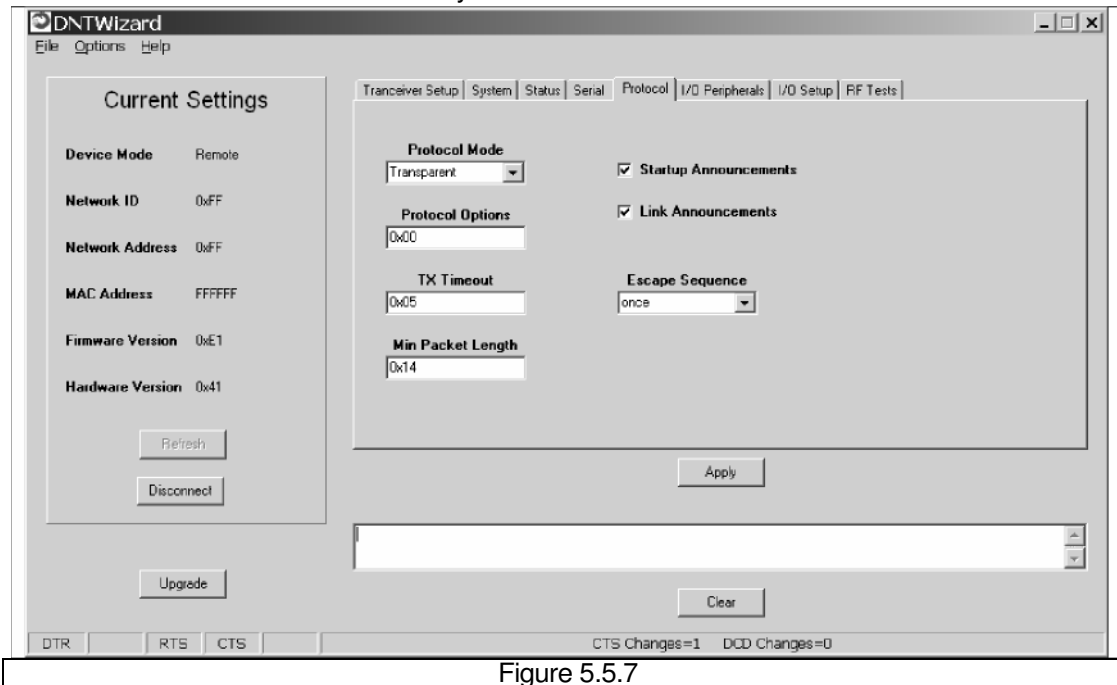 DNTWizard
File Options Help
Current Settings
Device Mode Remote
Network ID 0xFF
Network Address 0xFF
MAC Address FFFFFF
Firmware Version 0xE1
Hardware Version 0x41
Refresh
Disconnect
Upgrade
Tranceiver Setup System Status Serial Protocol I/O Peripherals I/O Setup RF Tests
Protocol Mode
Transparent
Protocol Options
0x00
TX Timeout
0x05
Min Packet Length
0x14
Startup Announcements
Link Announcements
Escape Sequence
once
Apply
Clear
DTR RTS CTS CTS Changes=1 DCD Changes=0
Figure 5.5.7